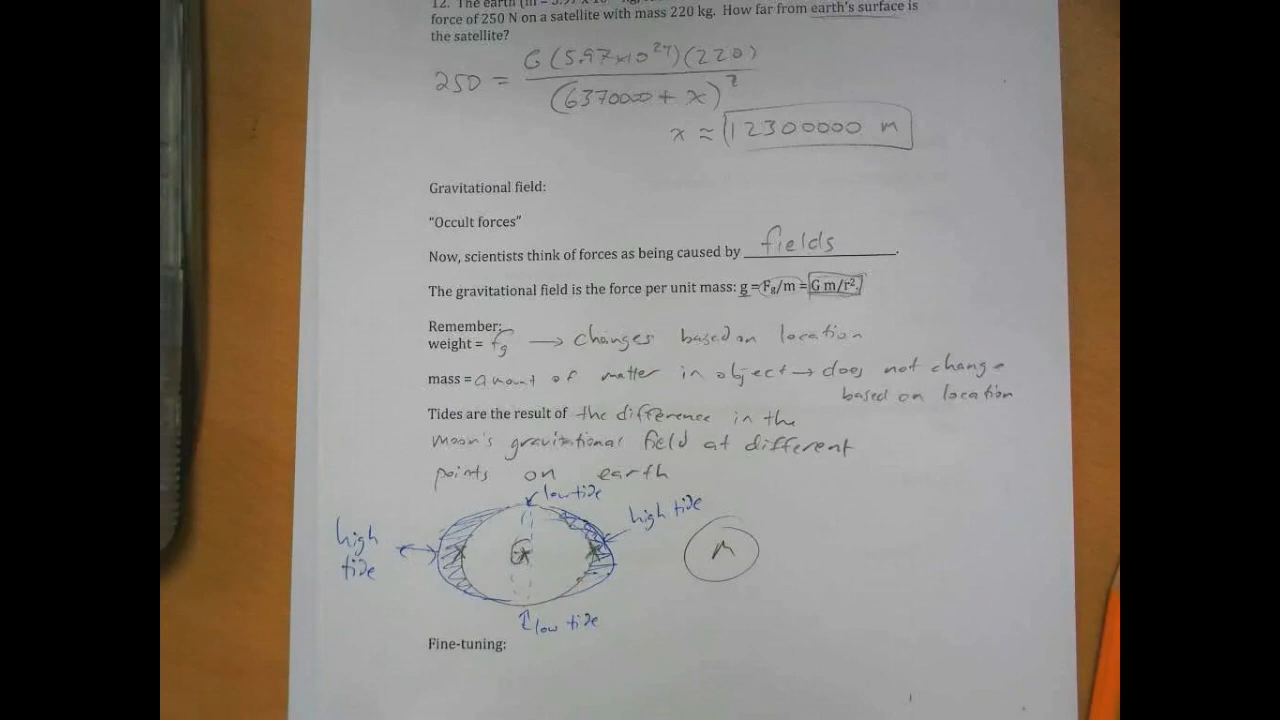 12. The earth (m = 5.97 x 10
force of 250 N on a satellite with mass 220 kg. How far from earth's surface is
the satellite?
250 = G(5.97x10^24)(220) / (6370000 + x)^2
x ≈ 12300000 m
Gravitational field:
"Occult forces"
Now, scientists think of forces as being caused by fields.
The gravitational field is the force per unit mass: g = Fg/m = G m/r².
Remember:
weight = Fg → changes based on location
mass = amount of matter in object → does not change
based on location
Tides are the result of the difference in the
moon's gravitational field at different
points on earth
low tide
high tide
high
tide
m
low tide
Fine-tuning: